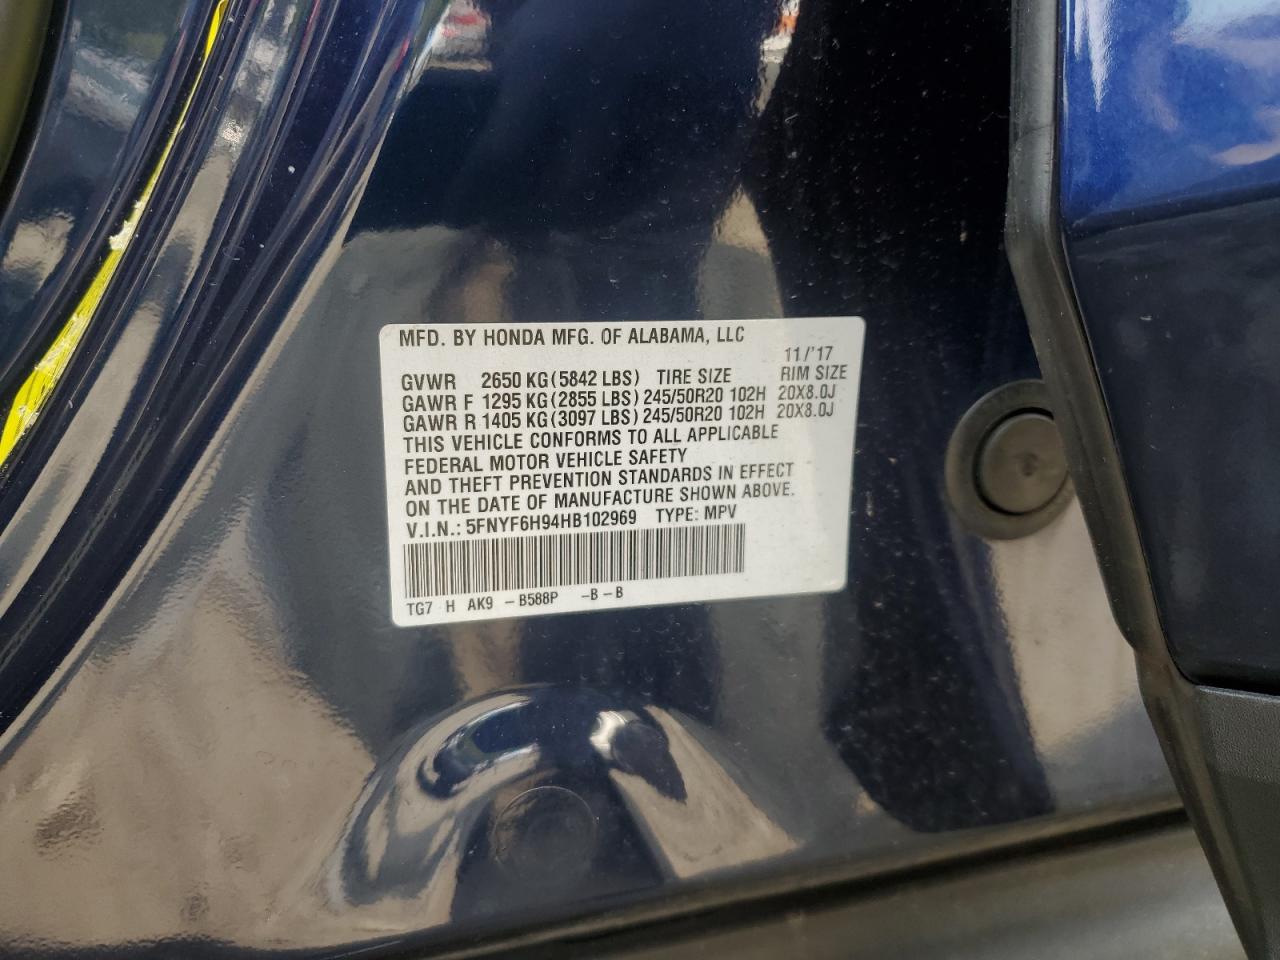 MFD. BY HONDA MFG. OF ALABAMA, LLC
11/'17
GVWR 2650 KG (5842 LBS) TIRE SIZE RIM SIZE
GAWR F 1295 KG (2855 LBS) 245/50R20 102H 20X8.0J
GAWR R 1405 KG (3097 LBS) 245/50R20 102H 20X8.0J
THIS VEHICLE CONFORMS TO ALL APPLICABLE
FEDERAL MOTOR VEHICLE SAFETY
AND THEFT PREVENTION STANDARDS IN EFFECT
ON THE DATE OF MANUFACTURE SHOWN ABOVE.
V.I.N.: 5FNYF6H94HB102969 TYPE: MPV
TG7 H AK9 -B588P -B-B